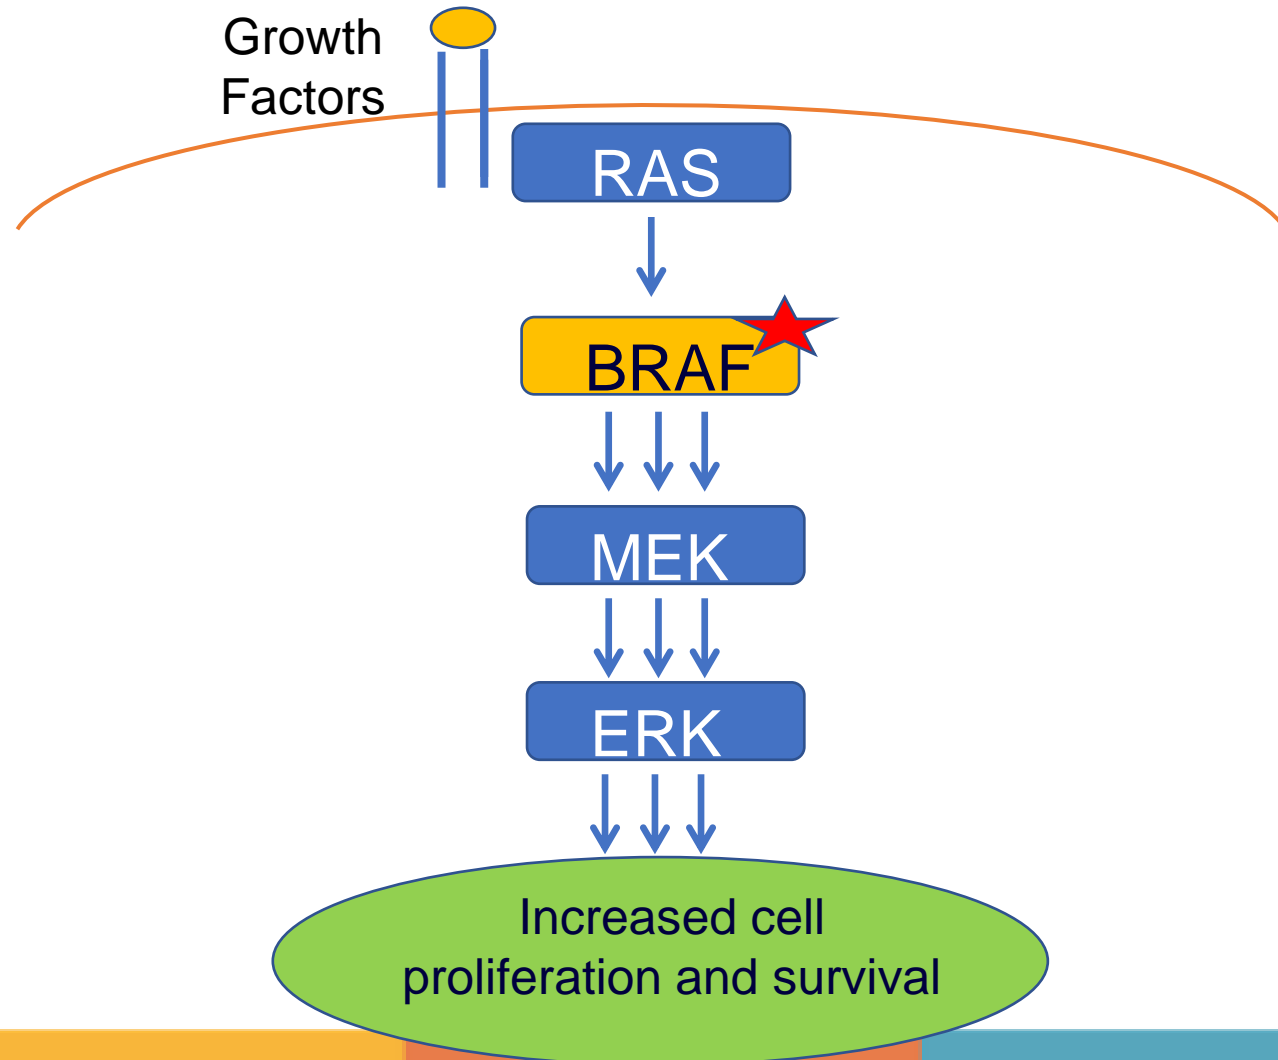 Growth
Factors
RAS
BRAF
MEK
ERK
Increased cell
proliferation and survival